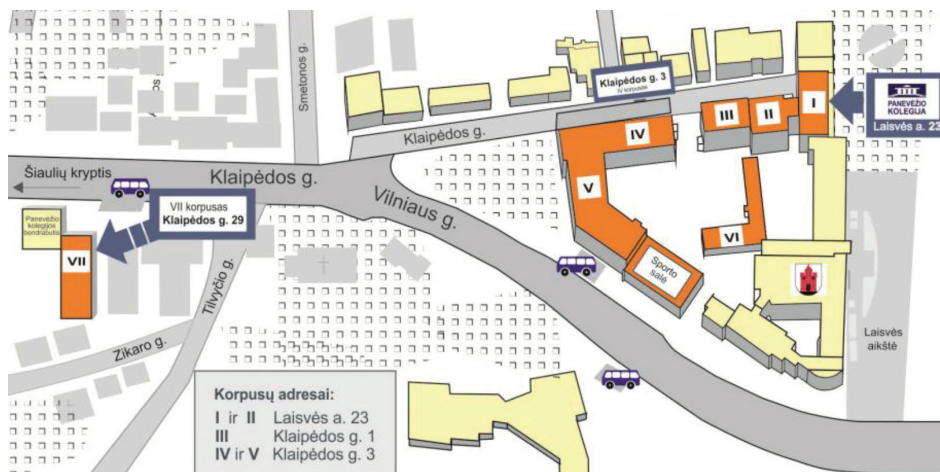 Klaipėdos g. 3
IV korpusas
I
PANEVĖŽIO
KOLEGIJA
Laisvės a. 23
III
II
Smetonos g.
Klaipėdos g.
IV
Šiaulių kryptis
Klaipėdos g.
V
Vilniaus g.
VII korpusas
Klaipėdos g. 29
Panevėžio
kolegijos
bendrabutis
VII
VI
Sporto
salė
Tilvyčio g.
Zikaro g.
Laisvės
aikštė
Korpusų adresai:
I ir II Laisvės a. 23
III Klaipėdos g. 1
IV ir V Klaipėdos g. 3